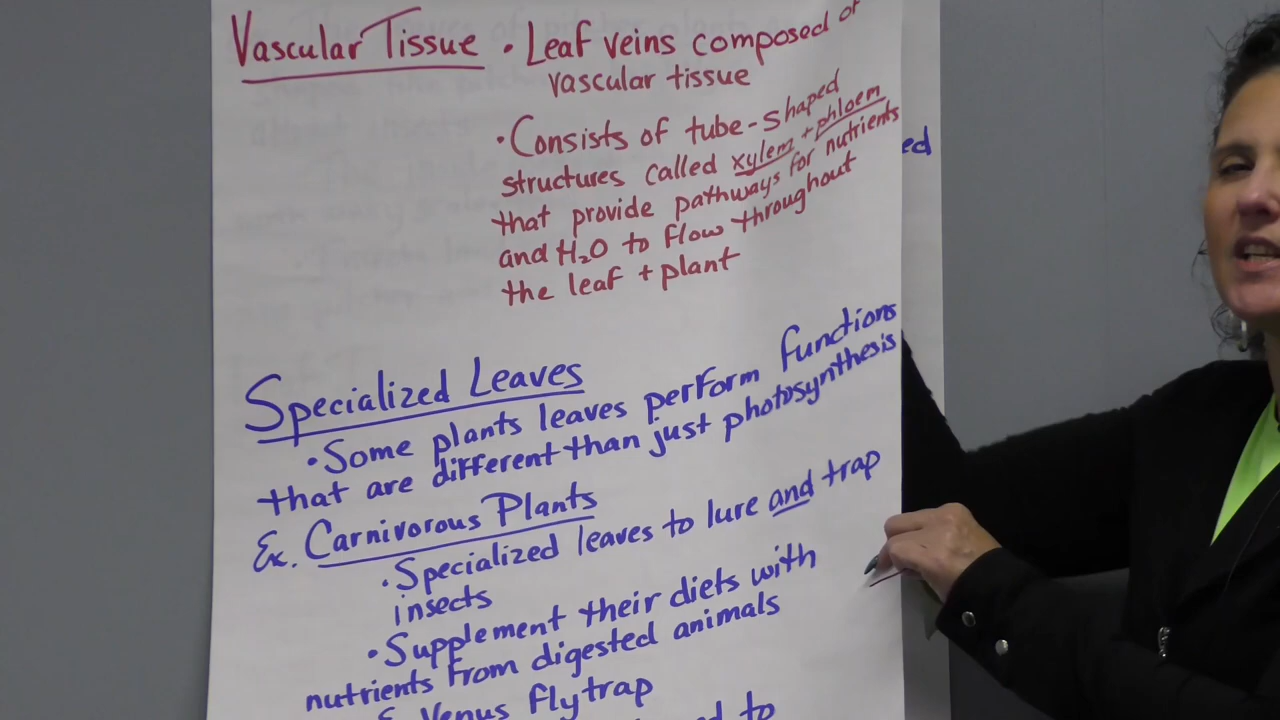 Vascular Tissue • Leaf veins composed of
vascular tissue
• Consists of tube-shaped
structures called xylem + phloem
that provide pathways for nutrients
and H₂O to flow throughout
the leaf + plant
ed
Specialized Leaves
• Some plants leaves perform functions
that are different than just photosynthesis
Ex. Carnivorous Plants
• Specialized leaves to lure and trap
insects
• Supplement their diets with
nutrients from digested animals
Venus flytrap
to